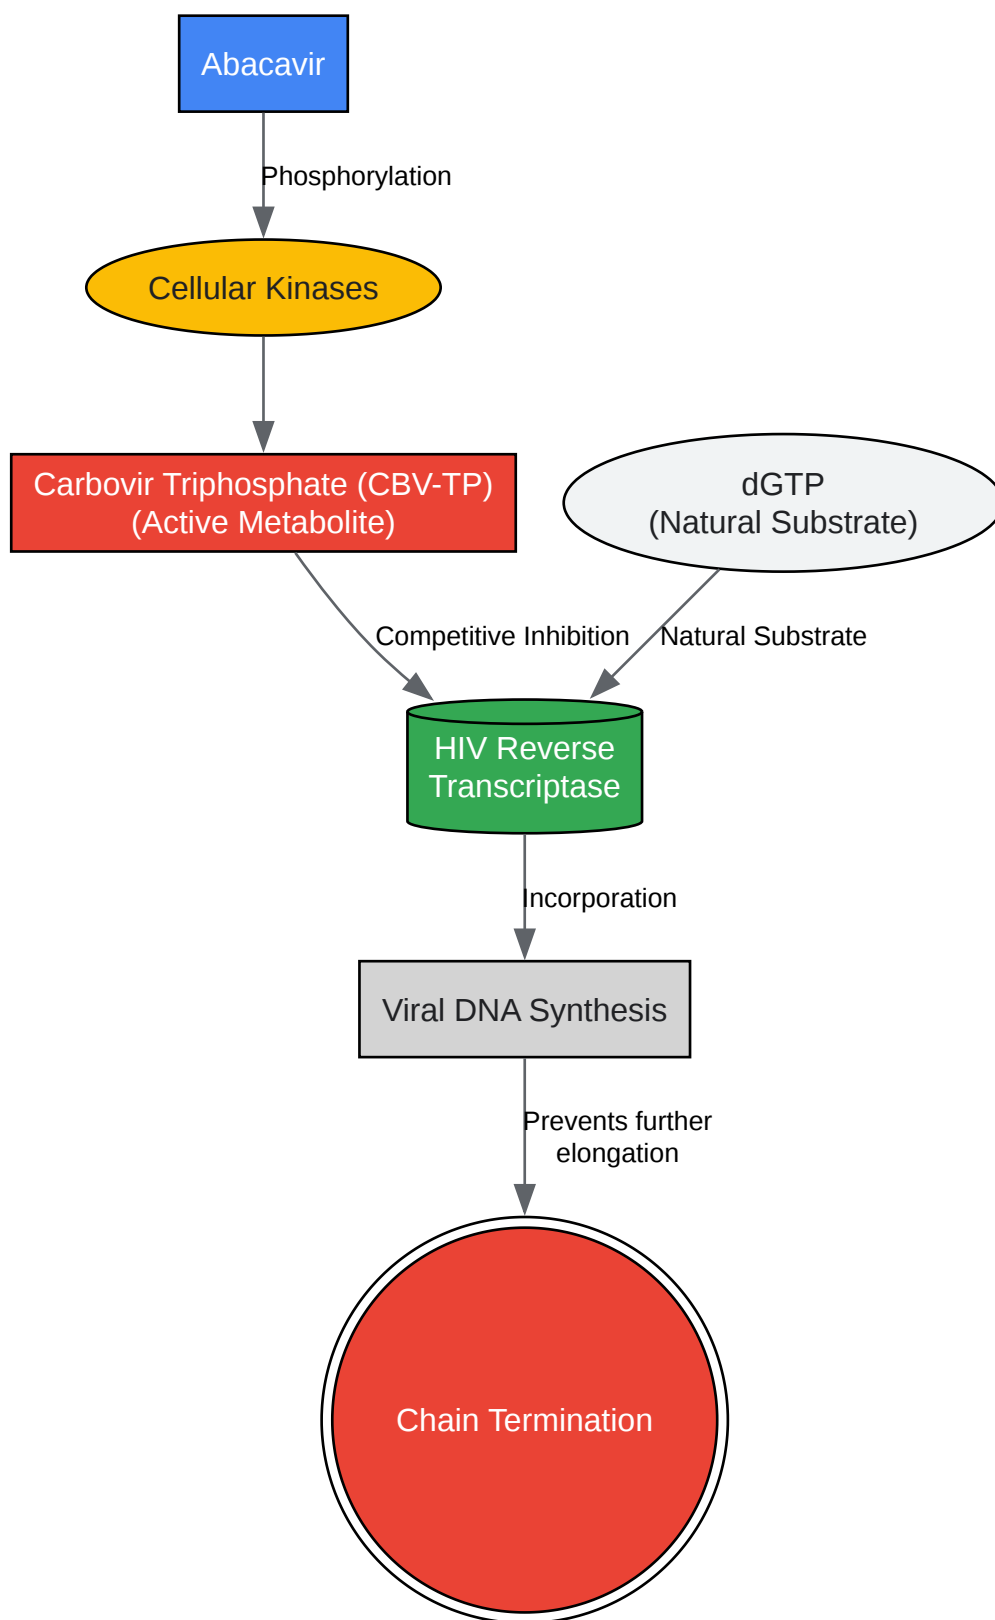 Abacavir
Phosphorylation
Cellular Kinases
Carbovir Triphosphate (CBV-TP)
(Active Metabolite)
dGTP
(Natural Substrate)
Competitive Inhibition
Natural Substrate
HIV Reverse
Transcriptase
Incorporation
Viral DNA Synthesis
Prevents further
elongation
Chain Termination